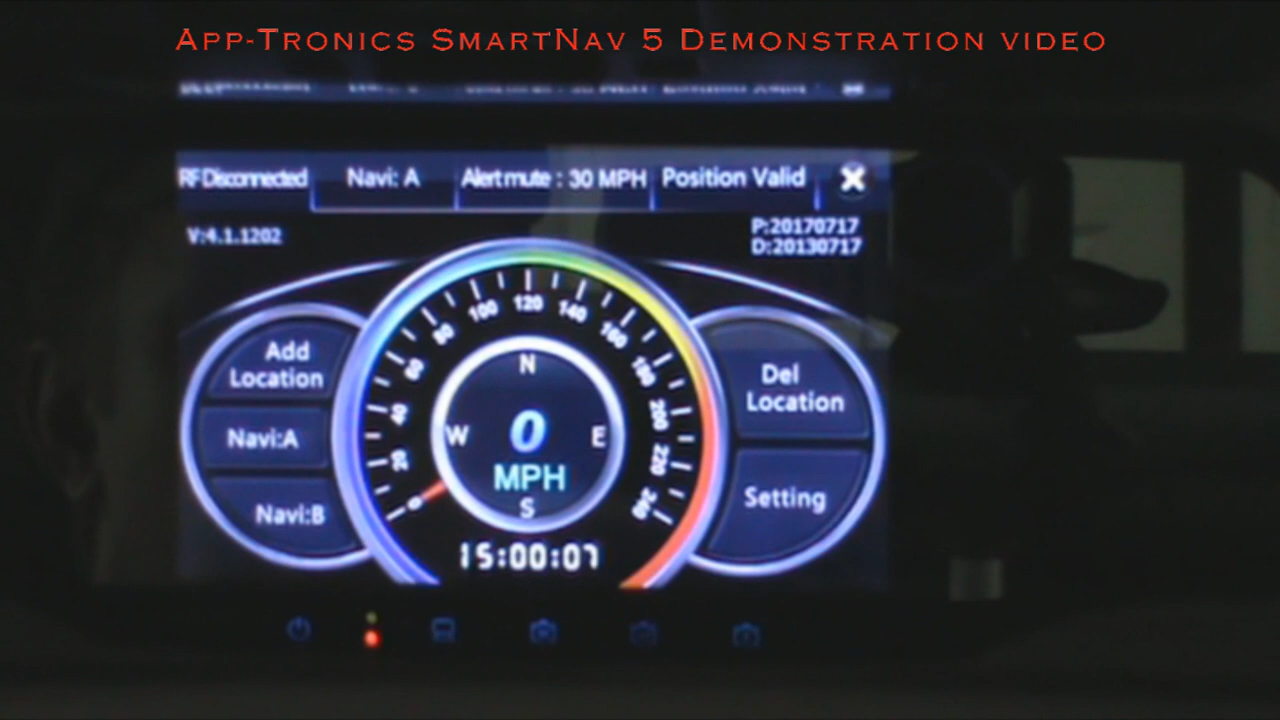 APP-TRONICS SMARTNAV 5 DEMONSTRATION VIDEO
RF Disconnected Navi: A Alert mute : 30 MPH Position Valid X
V:4.1.1202
P:20170717
D:20130717
Add
Location
Navi:A
Navi:B
0 20 40 60 80 100 120 140 160 180 200 220 240
N
W 0 E
MPH
S
15:00:07
Del
Location
Setting